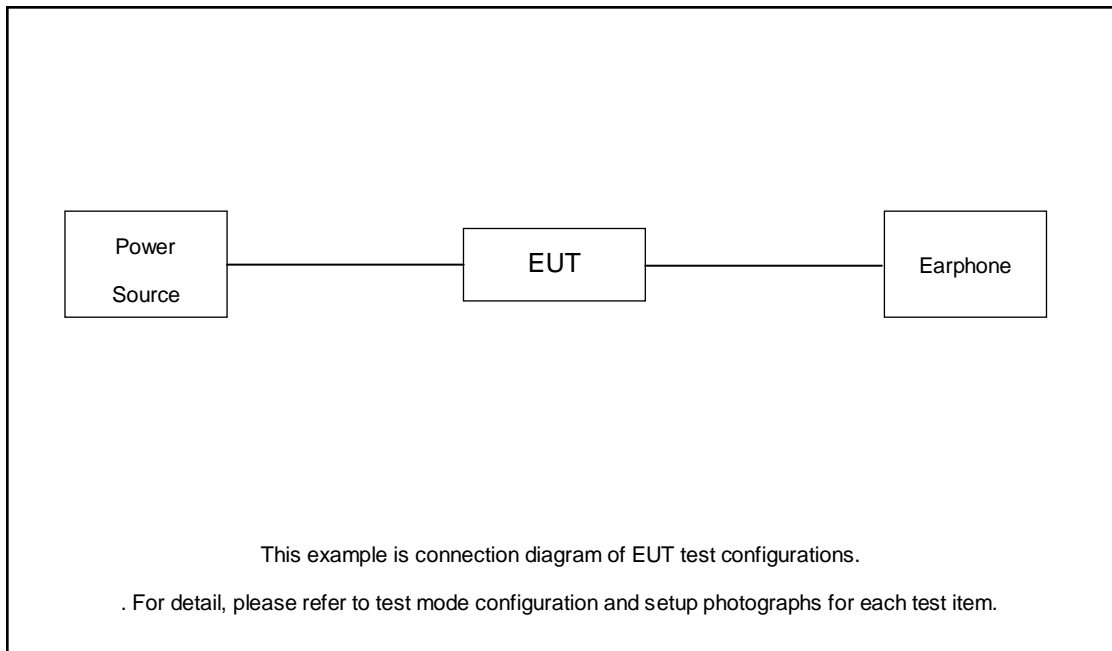 Power
Source
EUT
Earphone
This example is connection diagram of EUT test configurations.
. For detail, please refer to test mode configuration and setup photographs for each test item.